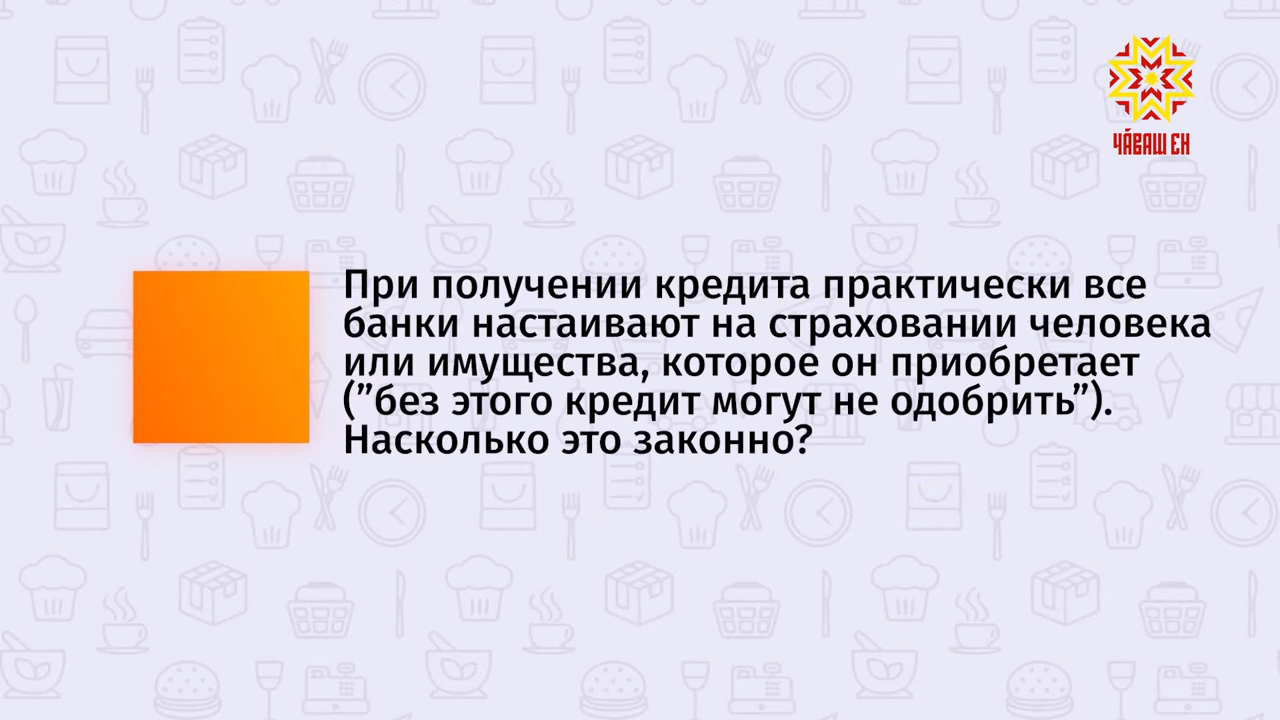 ЧӐВАШ ЕН
При получении кредита практически все
банки настаивают на страховании человека
или имущества, которое он приобретает
(”без этого кредит могут не одобрить”).
Насколько это законно?